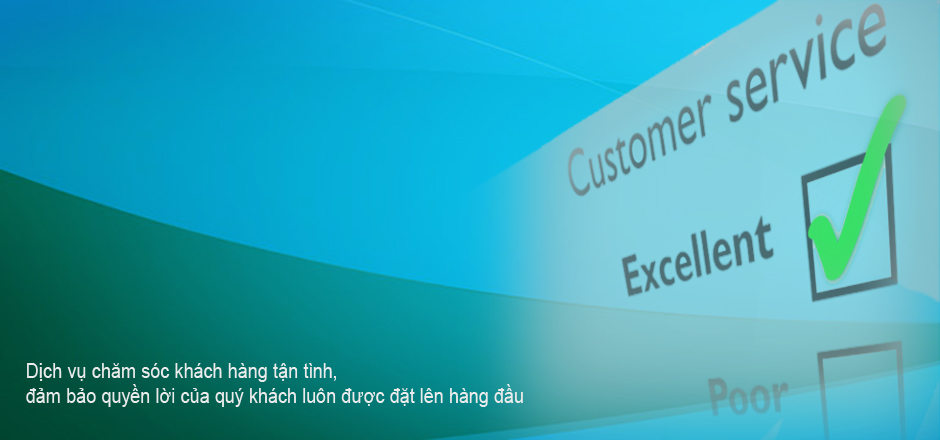 Customer service
Excellent
Poor
Dịch vụ chăm sóc khách hàng tận tình,
đảm bảo quyền lời của quý khách luôn được đặt lên hàng đầu